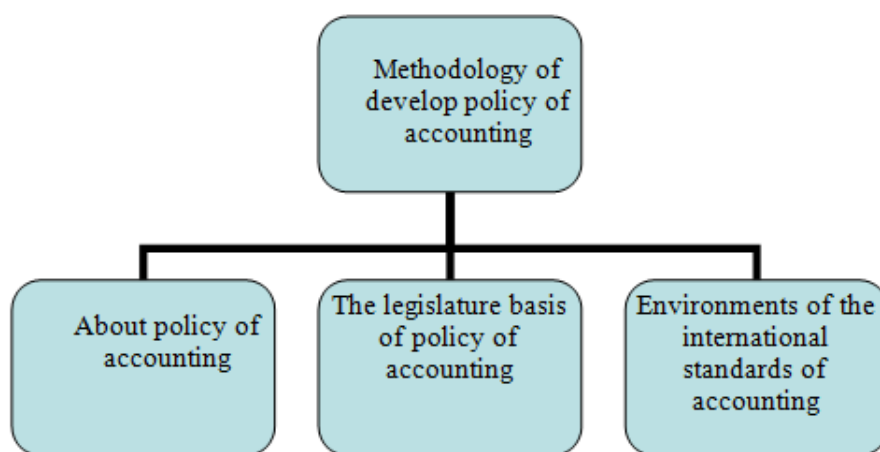 Methodology of
develop policy of
accounting
About policy of
accounting
The legislature basis
of policy of
accounting
Environments of the
international
standards of
accounting